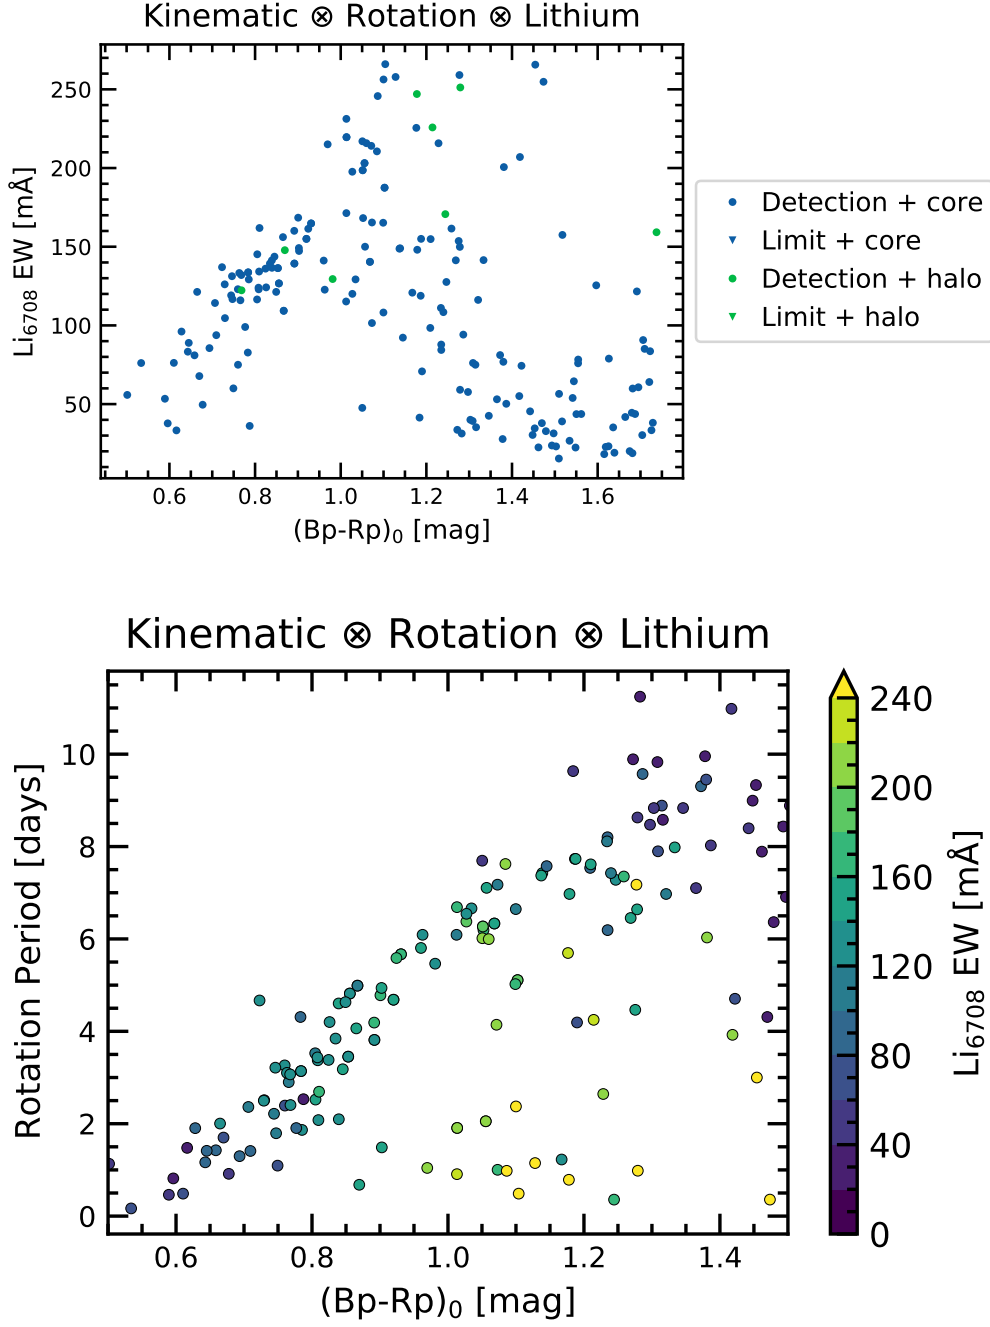 Kinematic ⊗ Rotation ⊗ Lithium
250
200
150
100
50
Li6708 EW [mÅ]
0.6 0.8 1.0 1.2 1.4 1.6
(Bp-Rp)0 [mag]
Detection + core
Limit + core
Detection + halo
Limit + halo
Kinematic ⊗ Rotation ⊗ Lithium
10
8
6
4
2
0
Rotation Period [days]
0.6 0.8 1.0 1.2 1.4
(Bp-Rp)0 [mag]
240
200
160
120
80
40
0
Li6708 EW [mÅ]